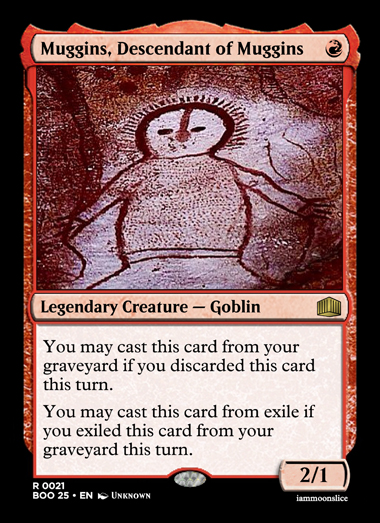 Muggins, Descendant of Muggins
Legendary Creature — Goblin
You may cast this card from your
graveyard if you discarded this card
this turn.
You may cast this card from exile if
you exiled this card from your
graveyard this turn.
2/1
R 0021
BOO 25 • EN Unknown
iammoonslice